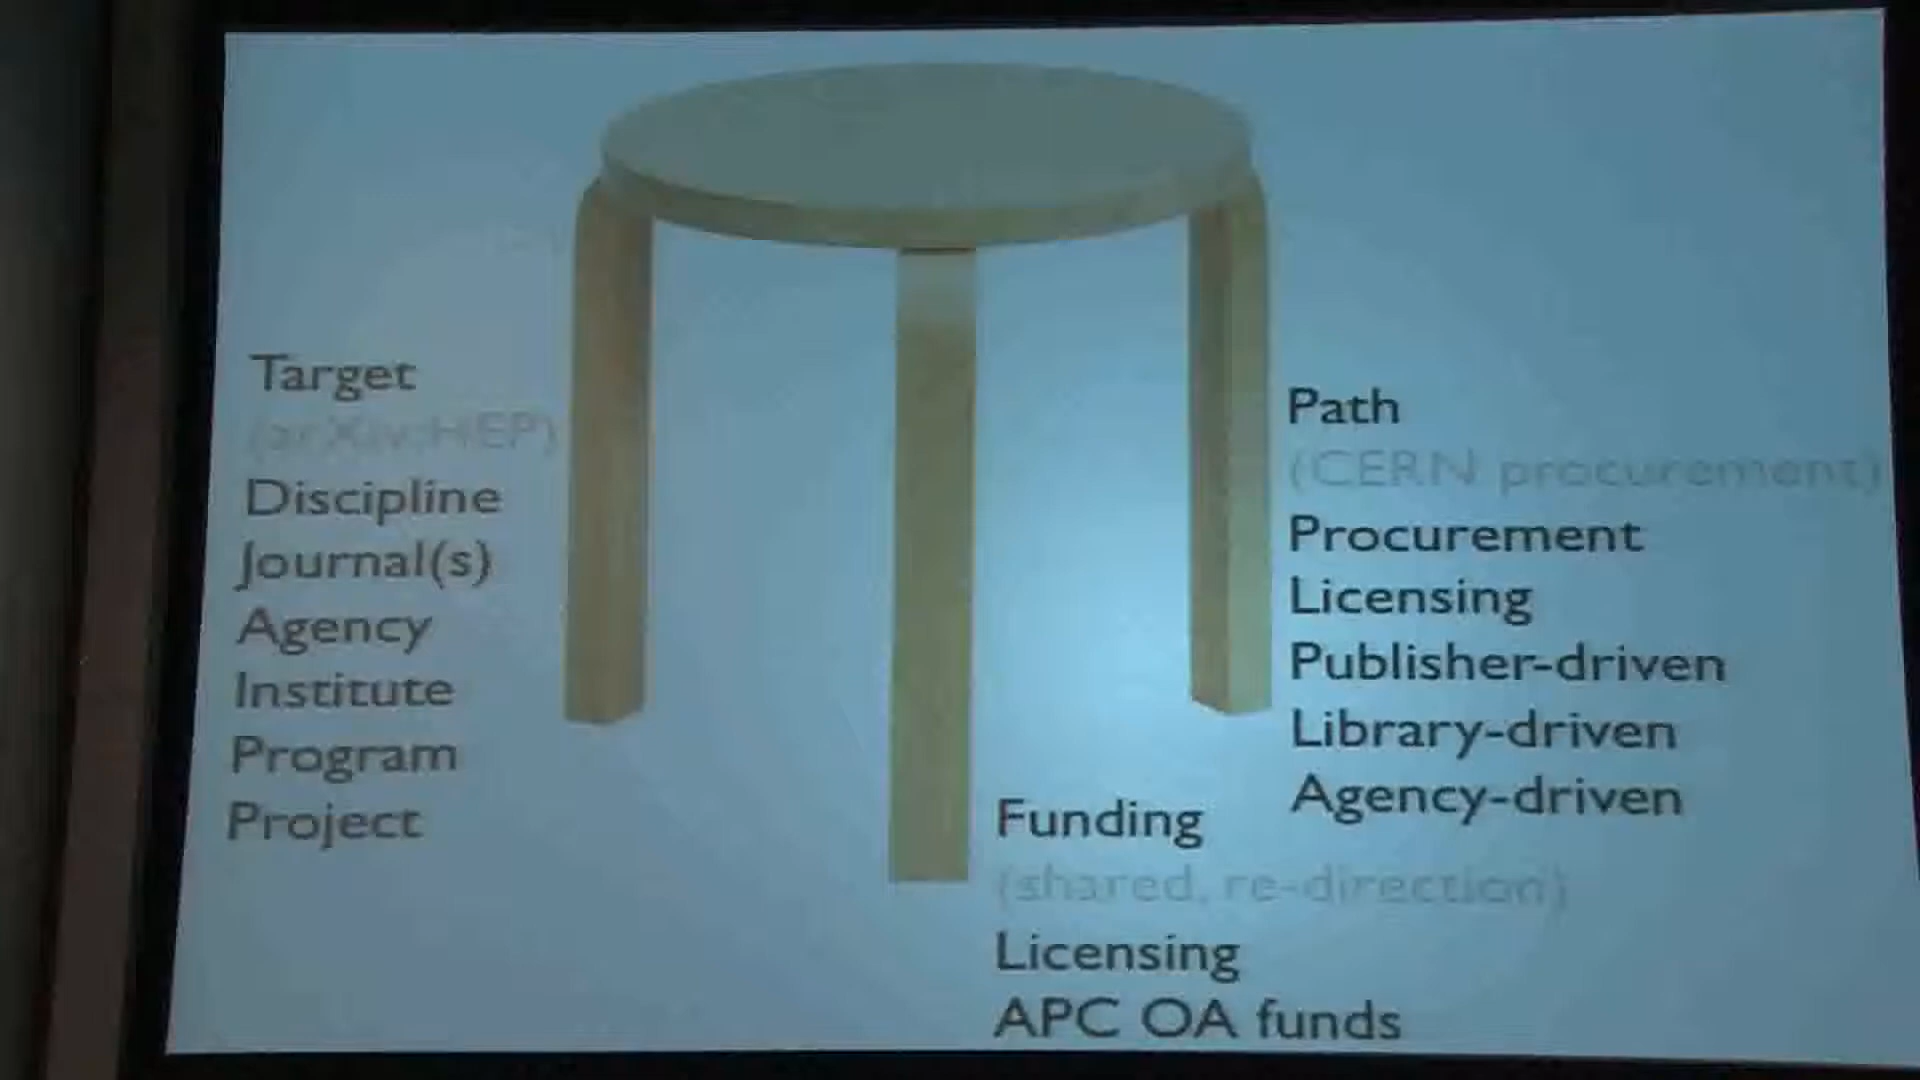 Target
(arXiv:HEP)
Discipline
Journal(s)
Agency
Institute
Program
Project
Funding
(shared, re-direction)
Licensing
APC OA funds
Path
(CERN procurement)
Procurement
Licensing
Publisher-driven
Library-driven
Agency-driven